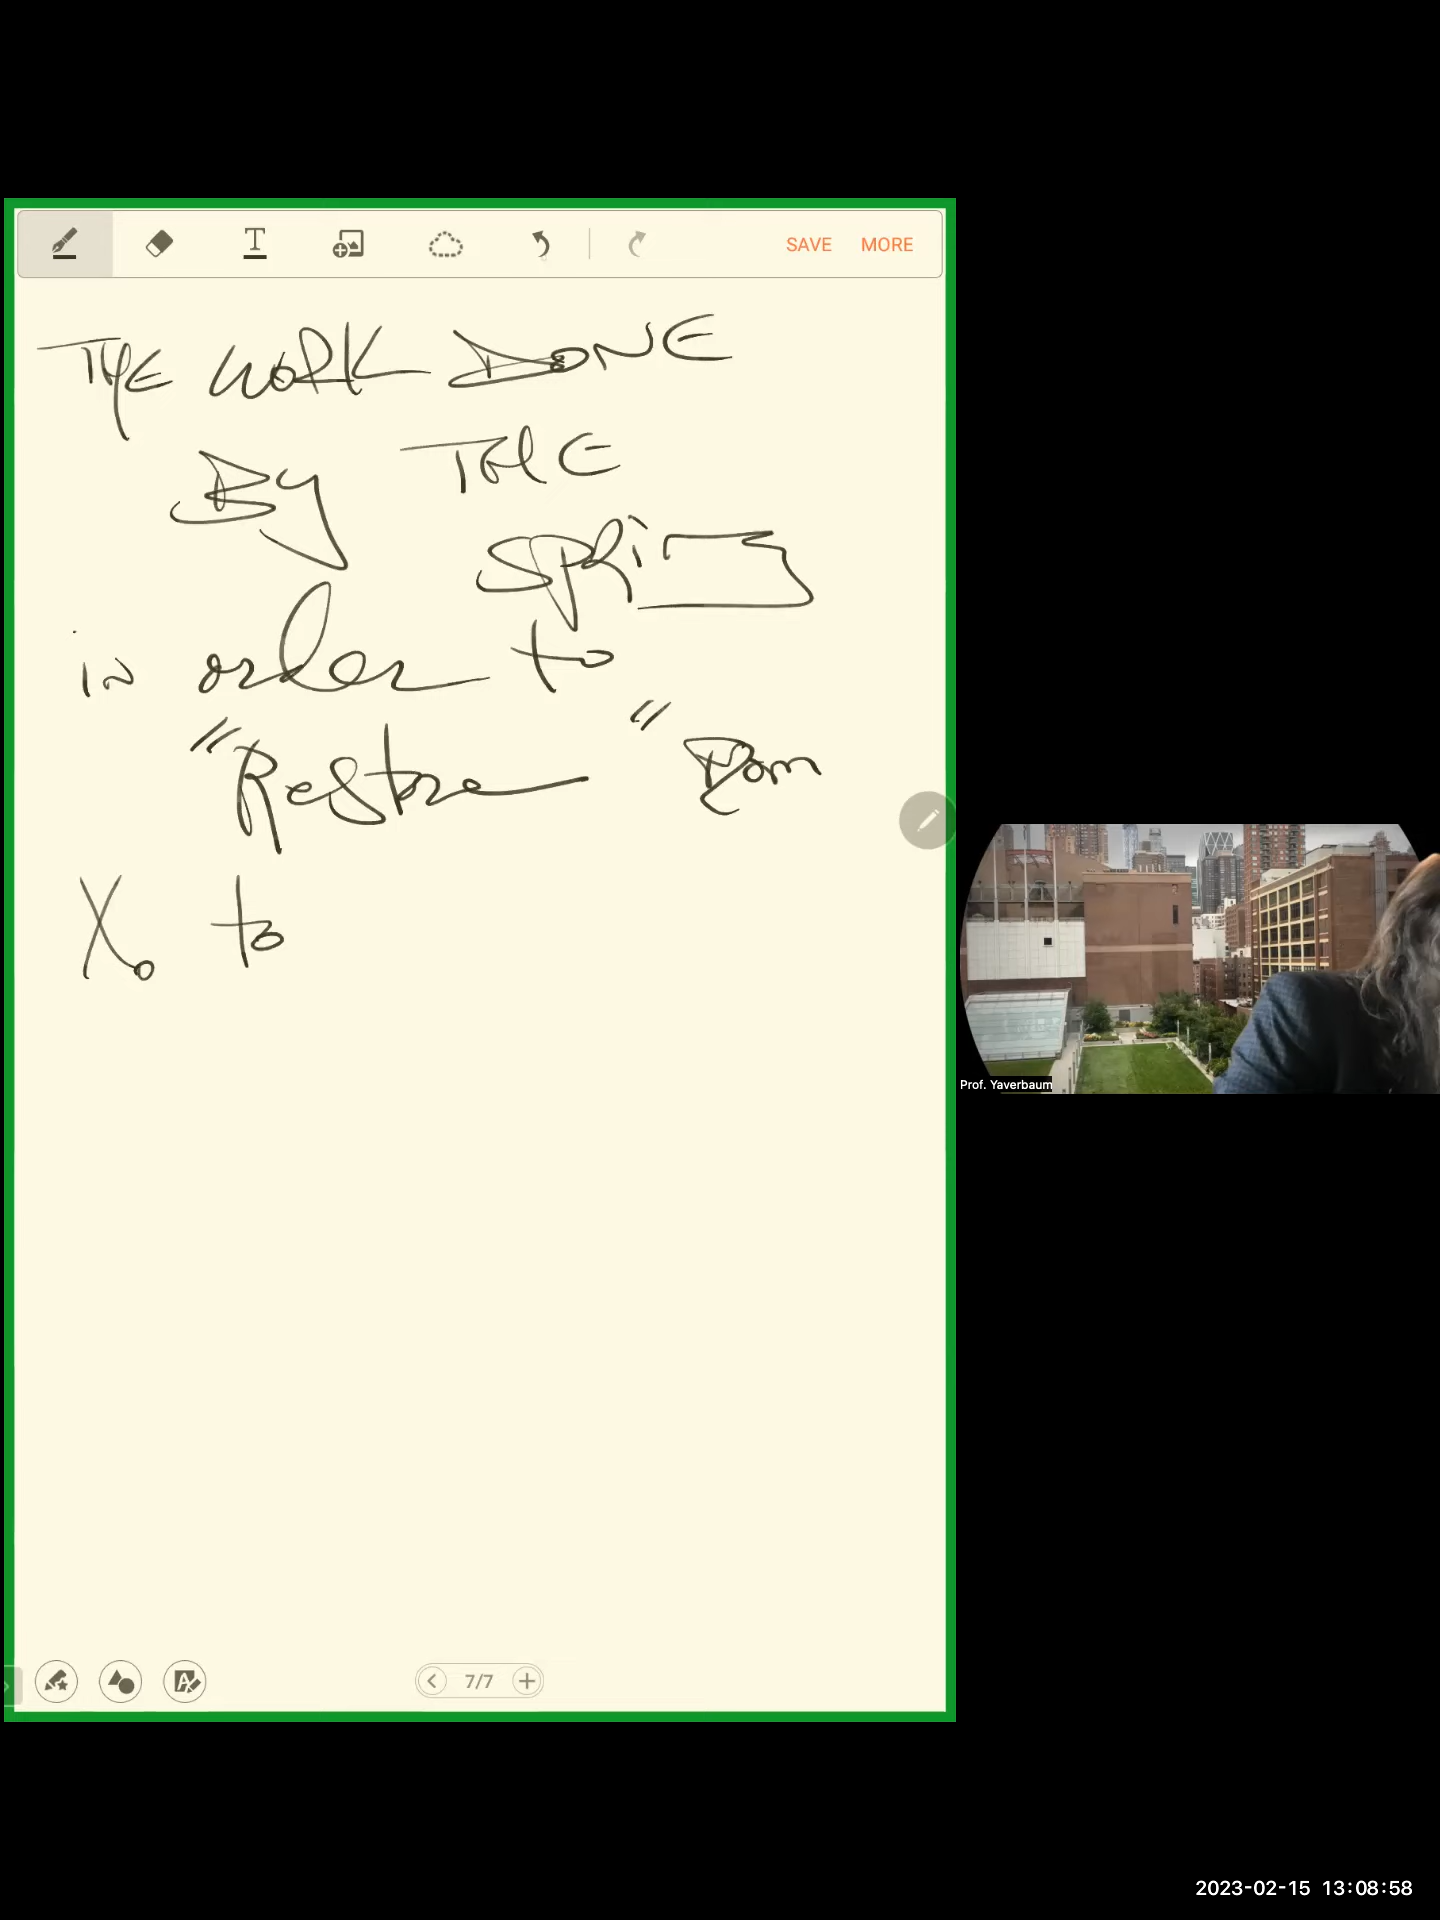 T
SAVE MORE
THE WORK DONE
By THE
spring
in order to
"Restore" From
X₀ to
Prof. Yaverbaum
7/7
2023-02-15 13:08:58